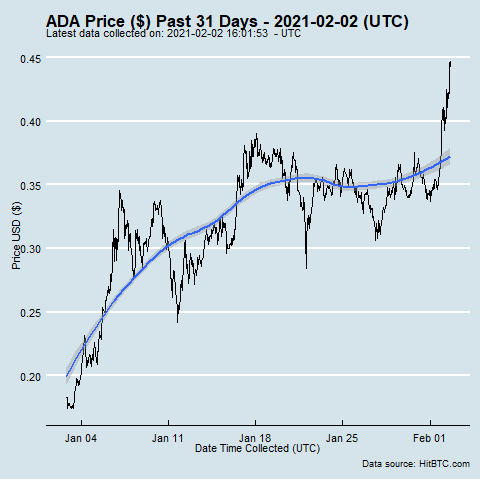 ADA Price ($) Past 31 Days - 2021-02-02 (UTC)
Latest data collected on: 2021-02-02 16:01:53 - UTC
0.45
0.40
0.35
0.30
0.25
0.20
Price USD ($)
Jan 04
Jan 11
Jan 18
Jan 25
Feb 01
Date Time Collected (UTC)
Data source: HitBTC.com